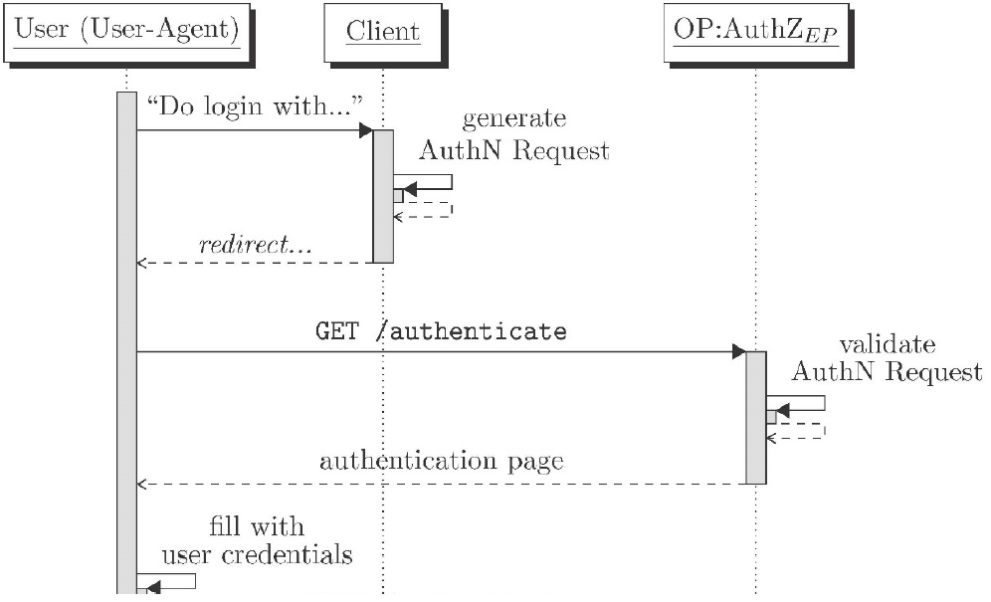 User (User-Agent)
Client
OP:AuthZEP
“Do login with...”
generate
AuthN Request
redirect...
GET /authenticate
validate
AuthN Request
authentication page
fill with
user credentials